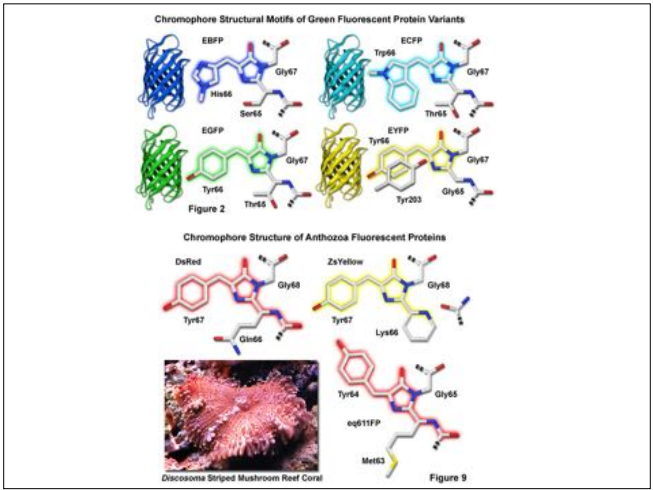 Chromophore Structural Motifs of Green Fluorescent Protein Variants
EBFP
His66
Gly67
Ser65
ECFP
Trp66
Gly67
Thr65
EGFP
Tyr66
Gly67
Thr65
Figure 2
EYFP
Tyr66
Gly67
Gly65
Tyr203
Chromophore Structure of Anthozoa Fluorescent Proteins
DsRed
Gly68
Tyr67
Gln66
ZsYellow
Gly68
Tyr67
Lys66
Tyr64
Gly65
eq611FP
Met63
Discosoma Striped Mushroom Reef Coral
Figure 9